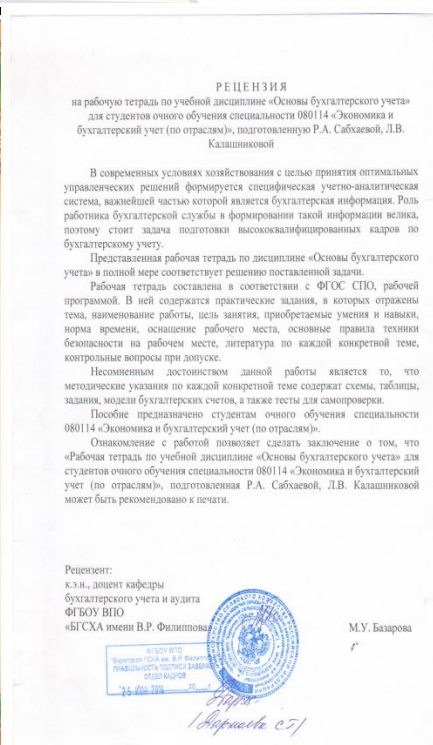 РЕЦЕНЗИЯ
на рабочую тетрадь по учебной дисциплине «Основы бухгалтерского учета»
для студентов очного обучения специальности 080114 «Экономика и
бухгалтерский учет (по отраслям)», подготовленную Р.А. Сабхаевой, Л.В.
Калашниковой
В современных условиях хозяйствования с целью принятия оптимальных
управленческих решений формируется специфическая учетно-аналитическая
система, важнейшей частью которой является бухгалтерская информация. Роль
работника бухгалтерской службы в формировании такой информации велика,
поэтому стоит задача подготовки высококвалифицированных кадров по
бухгалтерскому учету.
Представленная рабочая тетрадь по дисциплине «Основы бухгалтерского
учета» в полной мере соответствует решению поставленной задачи.
Рабочая тетрадь составлена в соответствии с ФГОС СПО, рабочей
программой. В ней содержатся практические задания, в которых отражены
тема, наименование работы, цель занятия, приобретаемые умения и навыки,
норма времени, оснащение рабочего места, основные правила техники
безопасности на рабочем месте, литература по каждой конкретной теме,
контрольные вопросы при допуске.
Несомненным достоинством данной работы является то, что
методические указания по каждой конкретной теме содержат схемы, таблицы,
задания, модели бухгалтерских счетов, а также тесты для самопроверки.
Пособие предназначено студентам очного обучения специальности
080114 «Экономика и бухгалтерский учет (по отраслям)».
Ознакомление с работой позволяет сделать заключение о том, что
«Рабочая тетрадь по учебной дисциплине «Основы бухгалтерского учета» для
студентов очного обучения специальности 080114 «Экономика и бухгалтерский
учет (по отраслям)», подготовленная Р.А. Сабхаевой, Л.В. Калашниковой
может быть рекомендовано к печати.
Рецензент:
к.э.н., доцент кафедры
бухгалтерского учета и аудита
ФГБОУ ВПО
«БГСХА имени В.Р. Филиппова»
М.У. Базарова
ФГБОУ ВПО
ПРАВИЛЬНОСТЬ ПОДПИСИ
ОТДЕЛ КАДРОВ